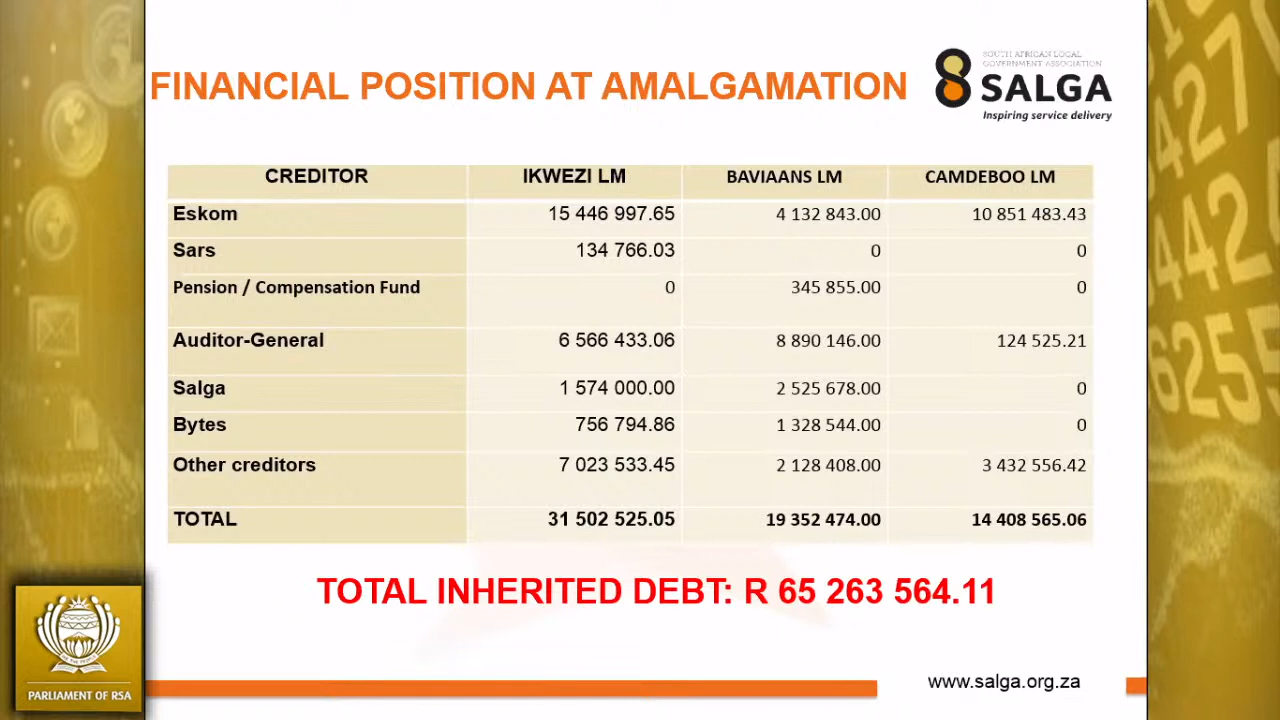 SOUTH AFRICAN LOCAL
GOVERNMENT ASSOCIATION
SALGA
Inspiring service delivery
FINANCIAL POSITION AT AMALGAMATION
CREDITOR IKWEZI LM BAVIAANS LM CAMDEBOO LM
Eskom 15 446 997.65 4 132 843.00 10 851 483.43
Sars 134 766.03 0 0
Pension / Compensation Fund 0 345 855.00 0
Auditor-General 6 566 433.06 8 890 146.00 124 525.21
Salga 1 574 000.00 2 525 678.00 0
Bytes 756 794.86 1 328 544.00 0
Other creditors 7 023 533.45 2 128 408.00 3 432 556.42
TOTAL 31 502 525.05 19 352 474.00 14 408 565.06
TOTAL INHERITED DEBT: R 65 263 564.11
www.salga.org.za
PARLIAMENT OF RSA